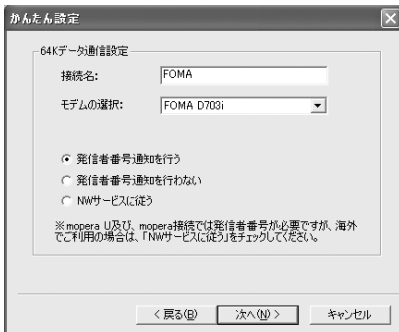 かんたん設定
64Kデータ通信設定
接続名:
FOMA
モデムの選択:
FOMA D703i
発信者番号通知を行う
発信者番号通知を行わない
NWサービスに従う
※mopera U及び、mopera接続では発信者番号が必要ですが、海外
でご利用の場合は、「NWサービスに従う」をチェックしてください。
< 戻る(B)
次へ(N) >
キャンセル